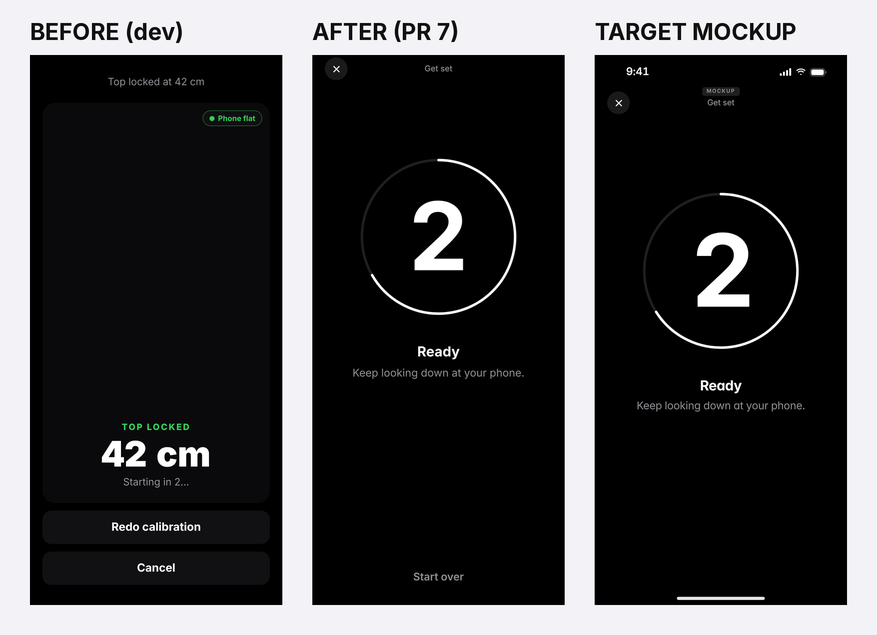 BEFORE (dev)
Top locked at 42 cm
Phone flat
TOP LOCKED
42 cm
Starting in 2...
Redo calibration
Cancel
AFTER (PR 7)
Get set
2
Ready
Keep looking down at your phone.
Start over
TARGET MOCKUP
9:41
MOCKUP
Get set
2
Ready
Keep looking down at your phone.